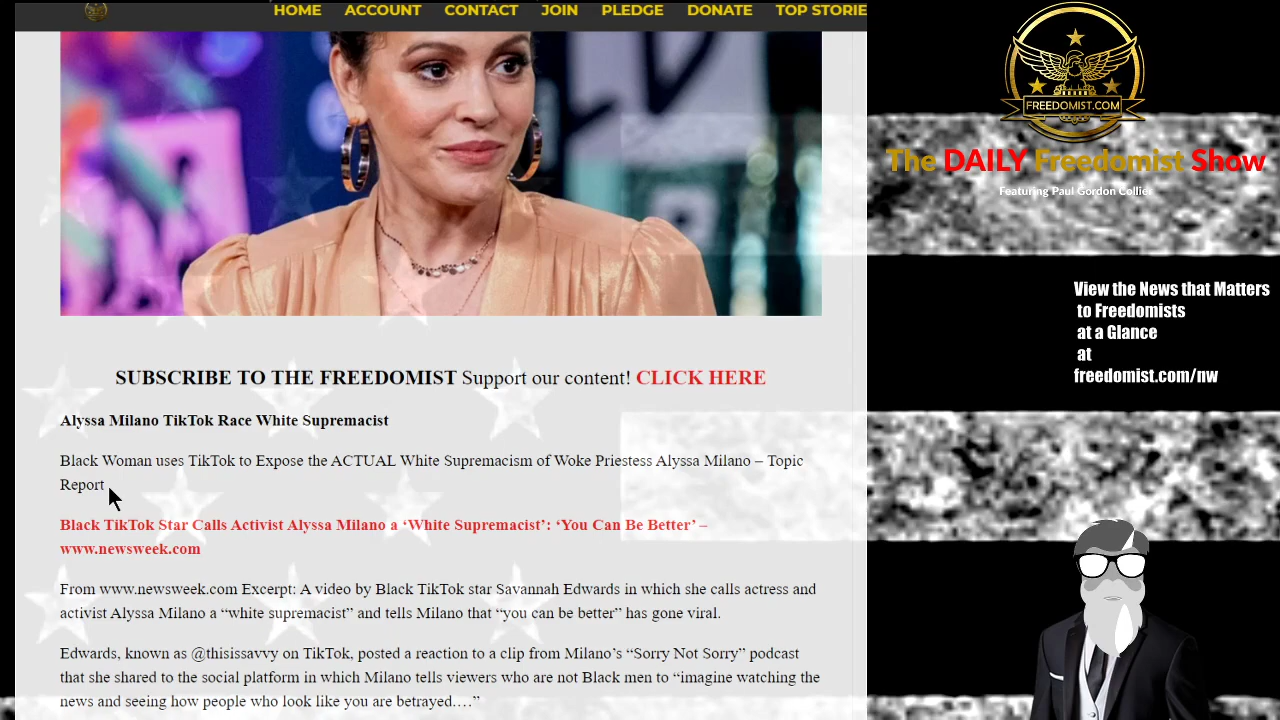 HOME ACCOUNT CONTACT JOIN PLEDGE DONATE TOP STORIE
FREEDOMIST.COM
The DAILY Freedomist Show
Featuring Paul Gordon Collier
View the News that Matters
to Freedomists
at a Glance
at
freedomist.com/nw
SUBSCRIBE TO THE FREEDOMIST Support our content! CLICK HERE
Alyssa Milano TikTok Race White Supremacist
Black Woman uses TikTok to Expose the ACTUAL White Supremacism of Woke Priestess Alyssa Milano – Topic
Report
Black TikTok Star Calls Activist Alyssa Milano a ‘White Supremacist’: ‘You Can Be Better’ –
www.newsweek.com
From www.newsweek.com Excerpt: A video by Black TikTok star Savannah Edwards in which she calls actress and
activist Alyssa Milano a “white supremacist” and tells Milano that “you can be better” has gone viral.
Edwards, known as @thisissavvy on TikTok, posted a reaction to a clip from Milano’s “Sorry Not Sorry” podcast
that she shared to the social platform in which Milano tells viewers who are not Black men to “imagine watching the
news and seeing how people who look like you are betrayed.…”